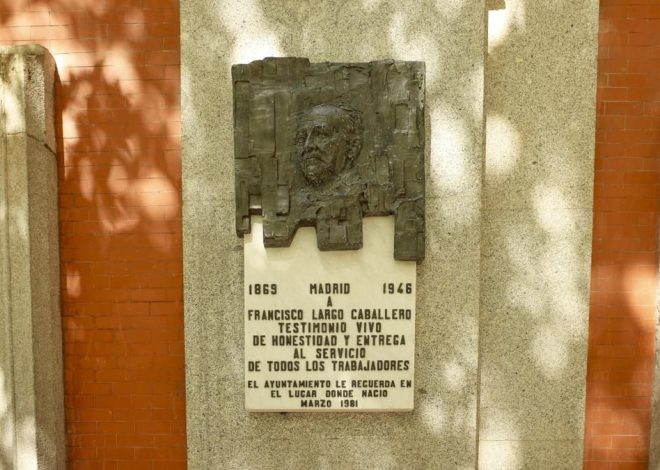 1869 MADRID 1946
A
FRANCISCO LARGO CABALLERO
TESTIMONIO VIVO
DE HONESTIDAD Y ENTREGA
AL SERVICIO
DE TODOS LOS TRABAJADORES
EL AYUNTAMIENTO LE RECUERDA EN
EL LUGAR DONDE NACIO
MARZO 1981